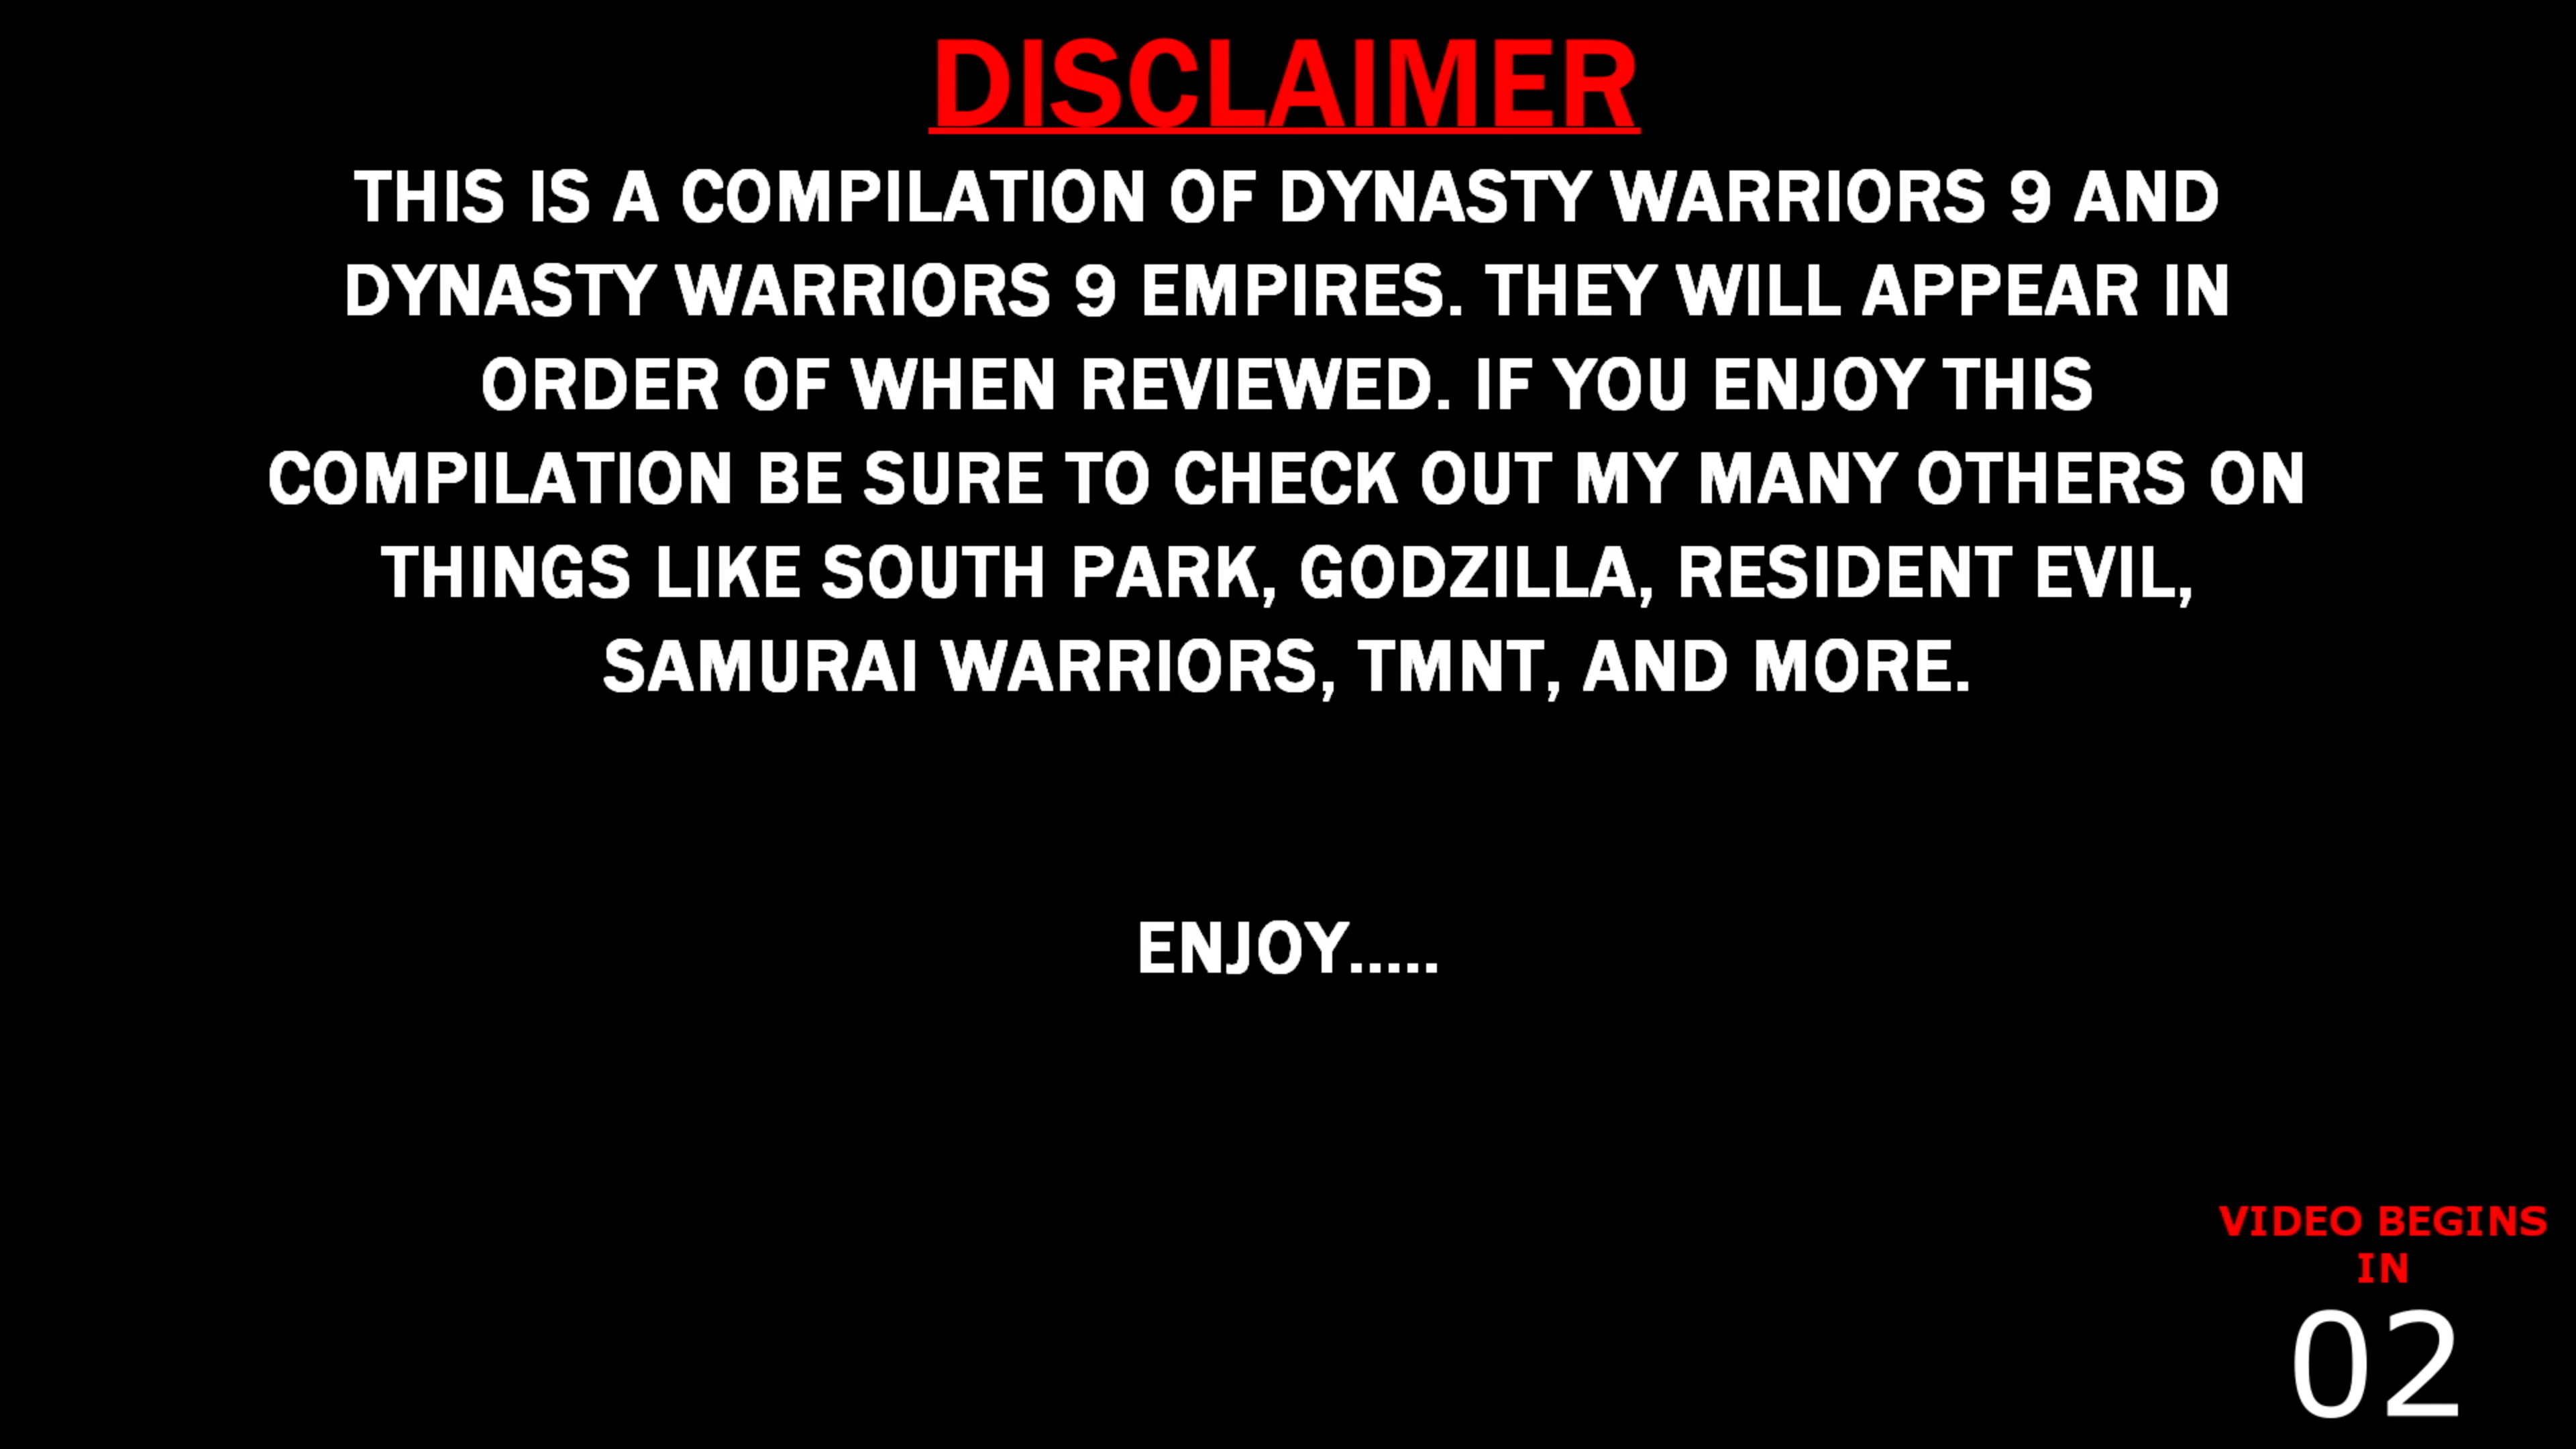 DISCLAIMER
THIS IS A COMPILATION OF DYNASTY WARRIORS 9 AND
DYNASTY WARRIORS 9 EMPIRES. THEY WILL APPEAR IN
ORDER OF WHEN REVIEWED. IF YOU ENJOY THIS
COMPILATION BE SURE TO CHECK OUT MY MANY OTHERS ON
THINGS LIKE SOUTH PARK, GODZILLA, RESIDENT EVIL,
SAMURAI WARRIORS, TMNT, AND MORE.
ENJOY.....
VIDEO BEGINS
IN
02